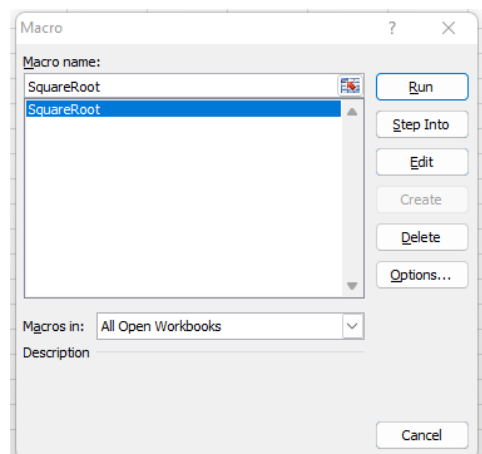 Macro
?
Macro name:
SquareRoot
Run
SquareRoot
Step Into
Edit
Create
Delete
Options...
Macros in: All Open Workbooks
Description
Cancel